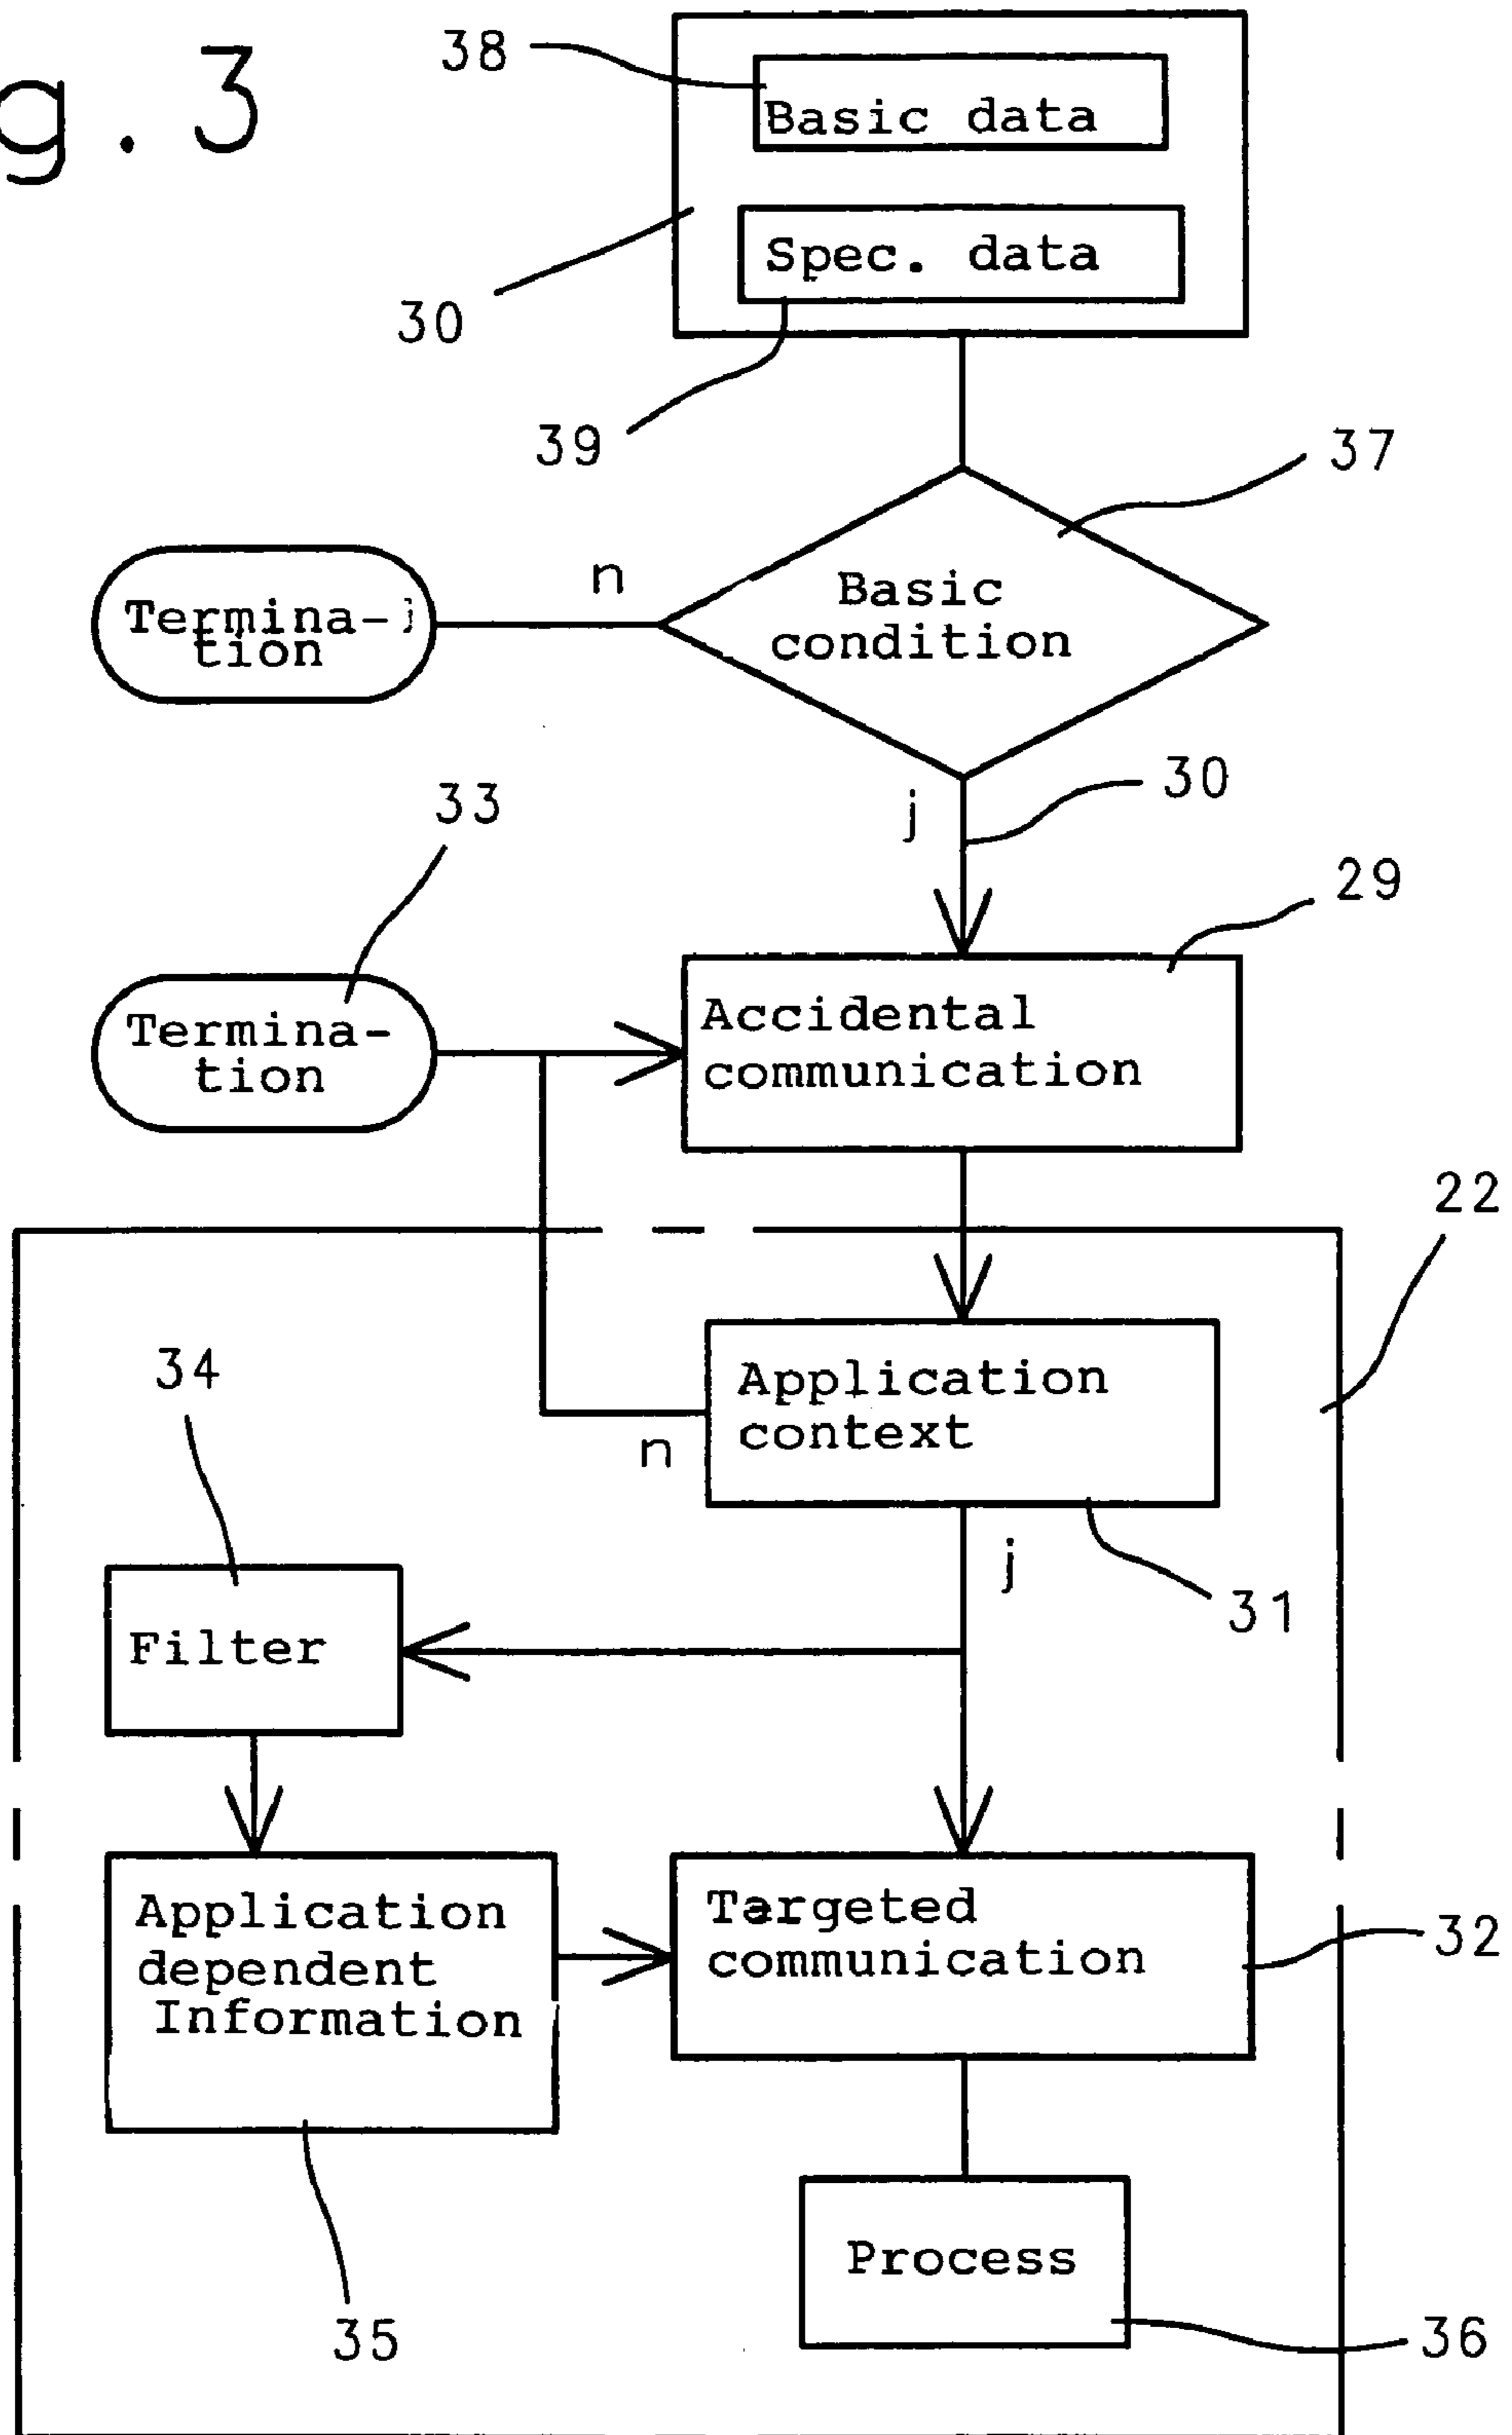 g.3
38
Basic data
30
Spec. data
39
37
n
Basic
condition
Termina-
tion
j
30
33
29
Accidental
communication
Termina-
tion
22
Application
context
34
n
j
31
Filter
Application
dependent
Information
Targeted
communication
32
Process
35
36